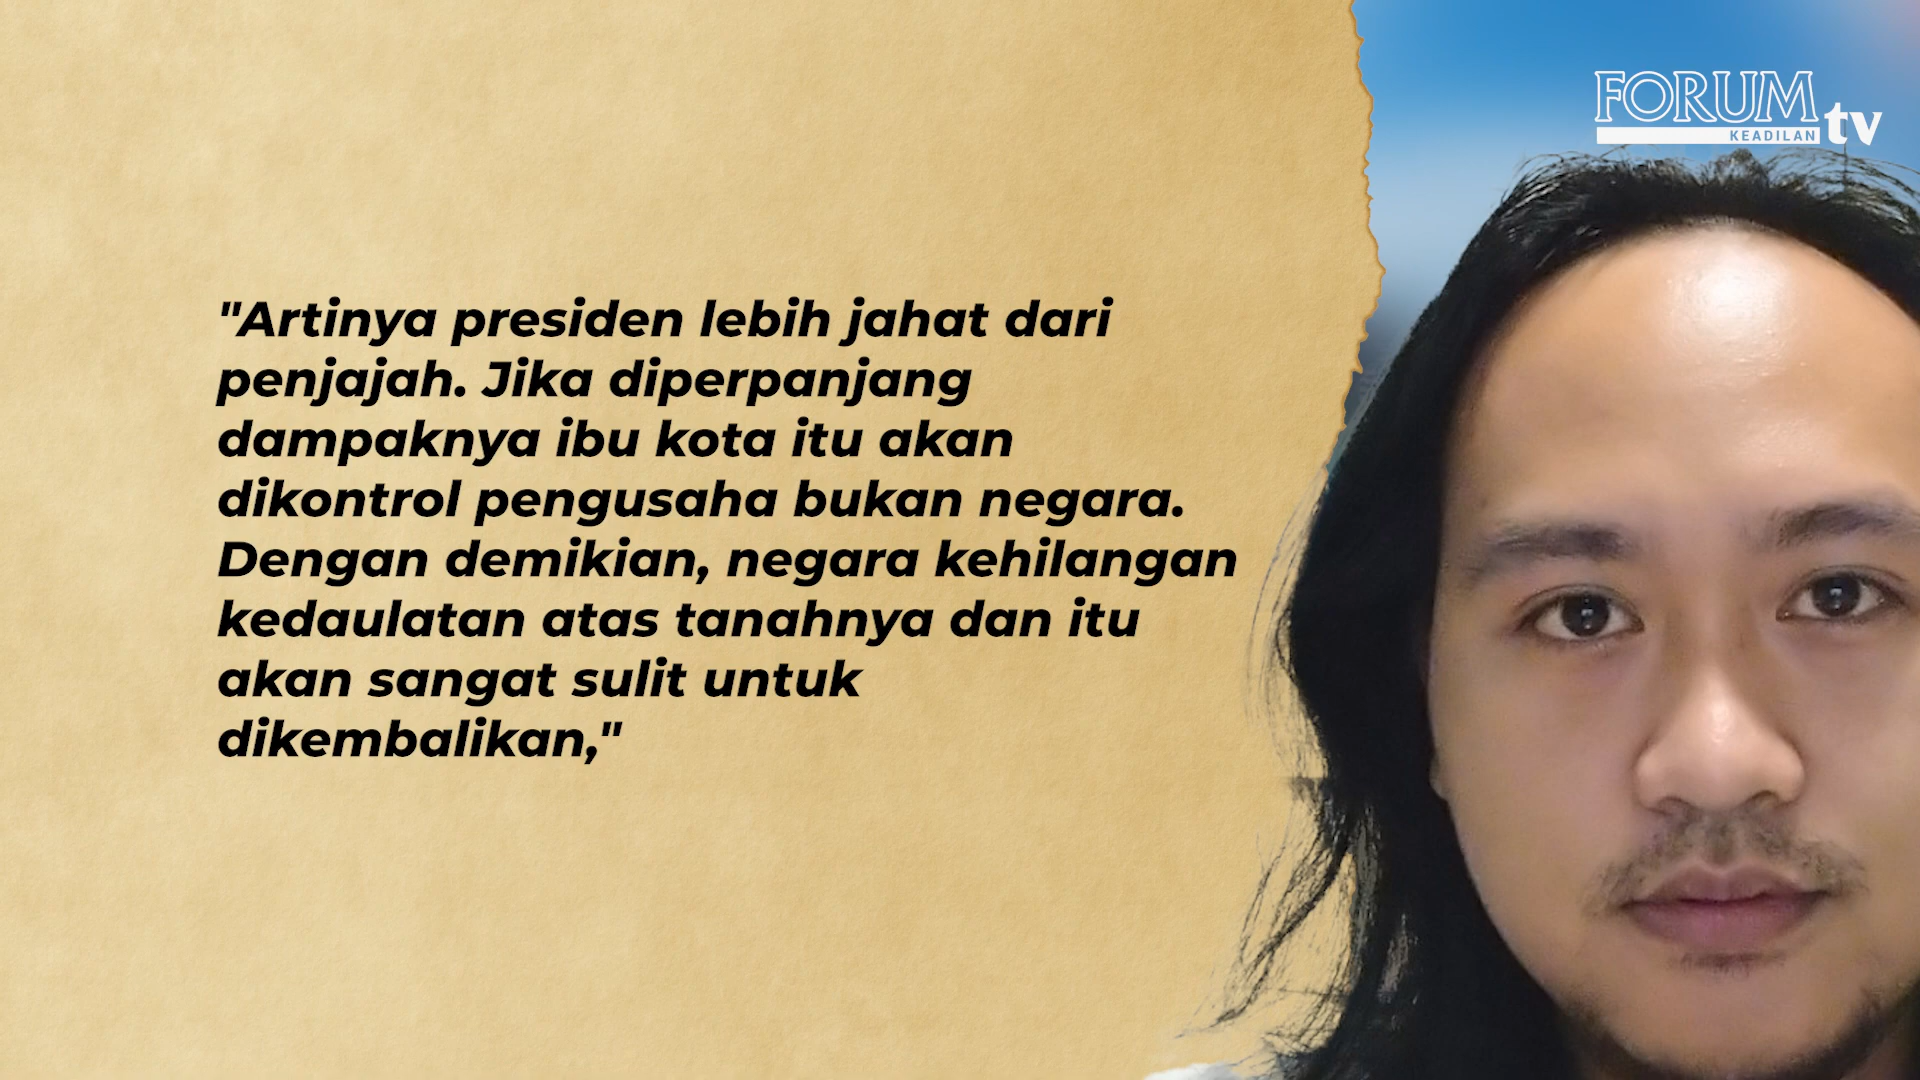 FORUM
KEADILAN
tv
"Artinya presiden lebih jahat dari
penjajah. Jika diperpanjang
dampaknya ibu kota itu akan
dikontrol pengusaha bukan negara.
Dengan demikian, negara kehilangan
kedaulatan atas tanahnya dan itu
akan sangat sulit untuk
dikembalikan,"